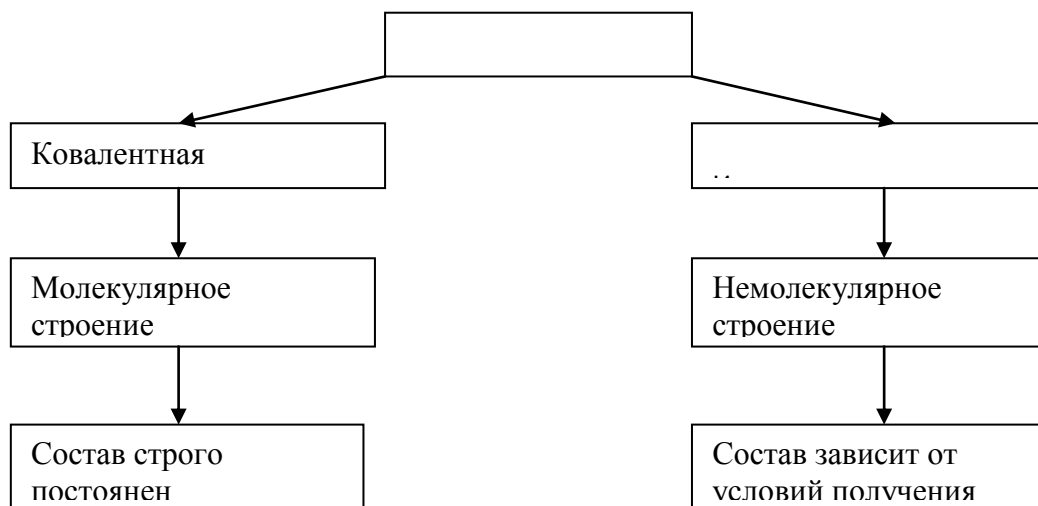 Ковалентная
Молекулярное
строение
Немолекулярное
строение
Состав строго
постоянен
Состав зависит от
условий получения